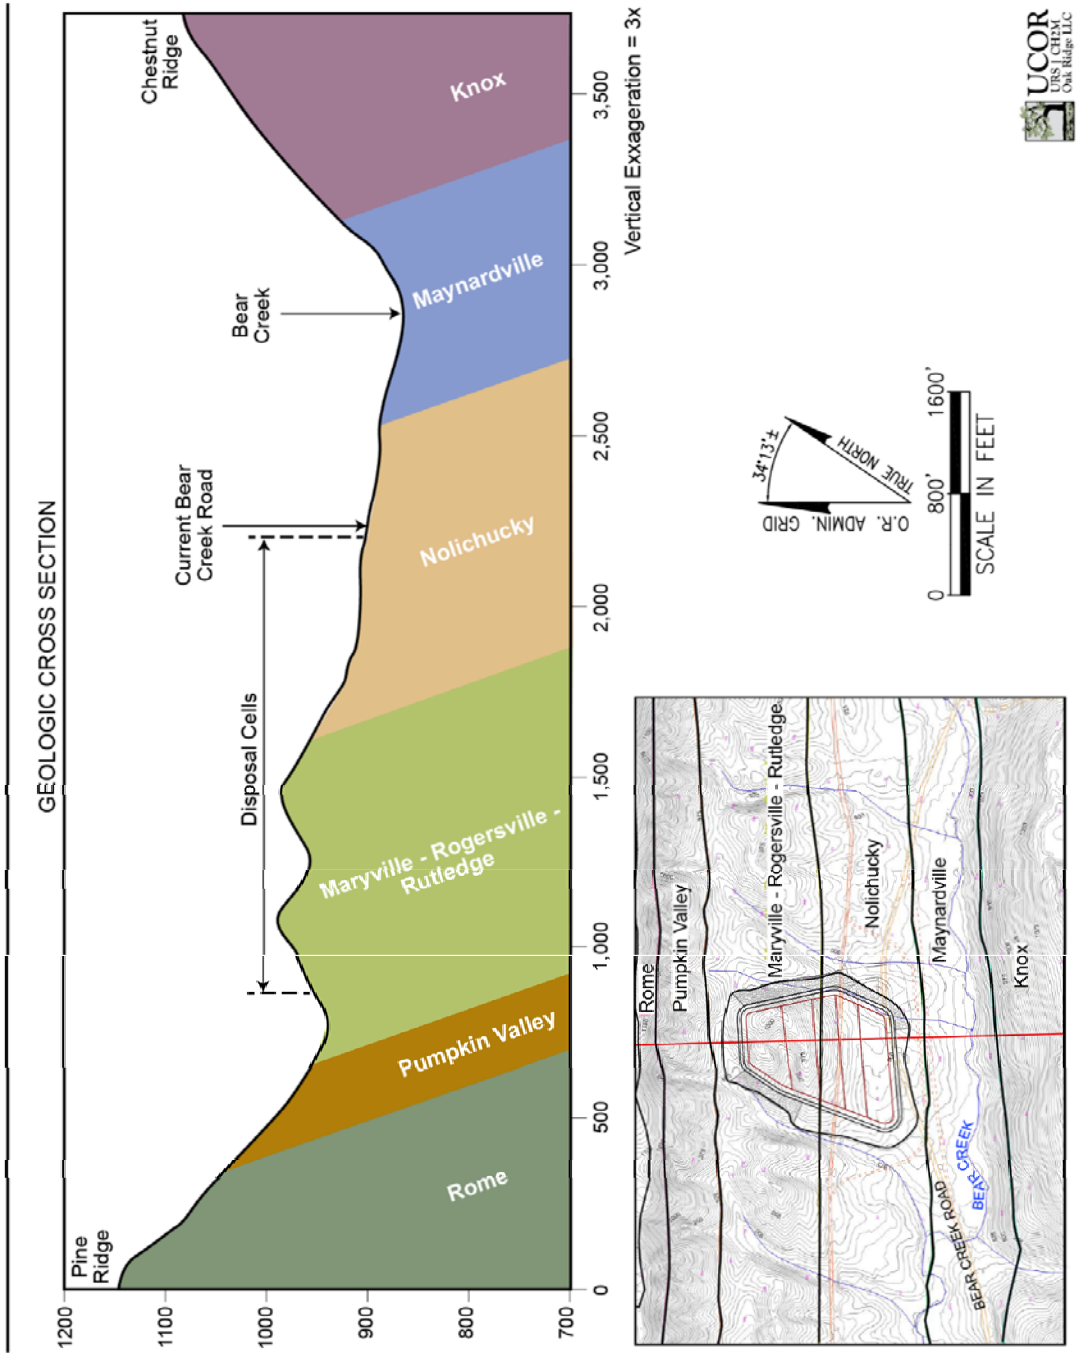 GEOLOGIC CROSS SECTION
1200
1100
1000
900
800
700
Pine
Ridge
Disposal Cells
Current Bear
Creek Road
Bear
Creek
Chestnut
Ridge
Rome
Pumpkin Valley
Maryville - Rogersville -
Rutledge
Nolichucky
Maynardville
Knox
0
500
1,000
1,500
2,000
2,500
3,000
3,500
Vertical Exxageration = 3x
Rome
Pumpkin Valley
Maryville - Rogersville - Rutledge
Nolichucky
Maynardville
Knox
BEAR CREEK ROAD
BEAR CREEK
34°13'±
O.R. ADMIN. GRID
TRUE NORTH
0 800' 1600'
SCALE IN FEET
UCOR
URS | CH2M
Oak Ridge LLC